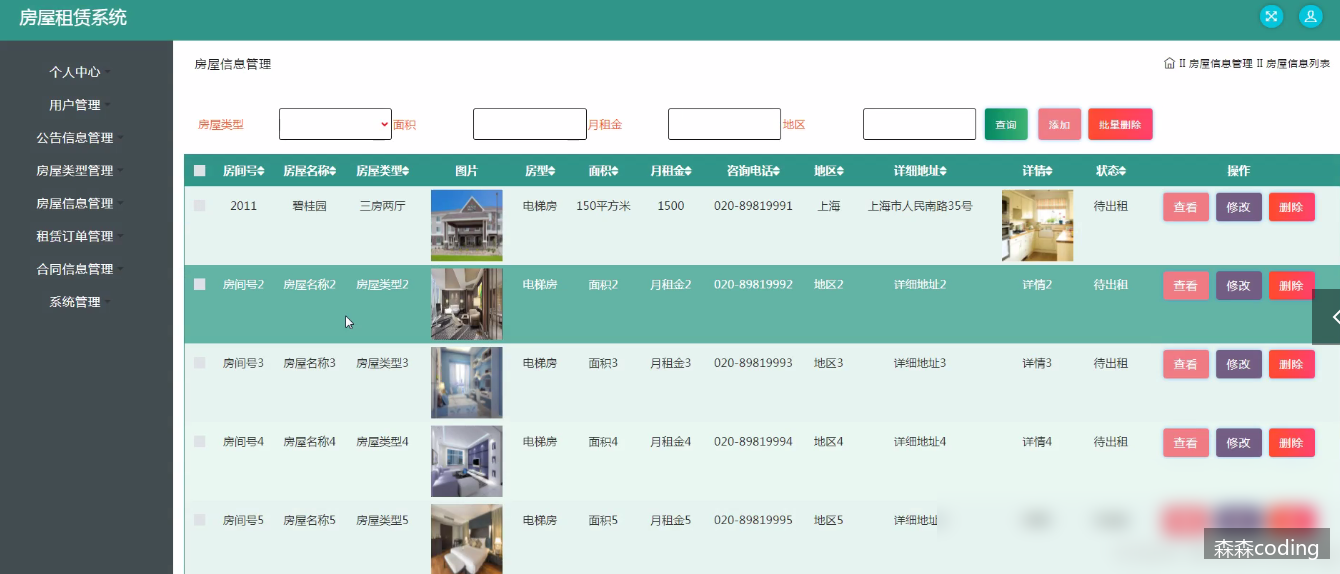 房屋租赁系统
个人中心
用户管理
公告信息管理
房屋类型管理
房屋信息管理
租赁订单管理
合同信息管理
系统管理
房屋信息管理
II 房屋信息管理 II 房屋信息列表
房屋类型 面积 月租金 地区 查询 添加 批量删除
房间号 房屋名称 房屋类型 图片 房型 面积 月租金 咨询电话 地区 详细地址 详情 状态 操作
2011 碧桂园 三房两厅 电梯房 150平方米 1500 020-89819991 上海 上海市人民南路35号 待出租 查看 修改 删除
房间号2 房屋名称2 房屋类型2 电梯房 面积2 月租金2 020-89819992 地区2 详细地址2 详情2 待出租 查看 修改 删除
房间号3 房屋名称3 房屋类型3 电梯房 面积3 月租金3 020-89819993 地区3 详细地址3 详情3 待出租 查看 修改 删除
房间号4 房屋名称4 房屋类型4 电梯房 面积4 月租金4 020-89819994 地区4 详细地址4 详情4 待出租 查看 修改 删除
房间号5 房屋名称5 房屋类型5 电梯房 面积5 月租金5 020-89819995 地区5 详细地址
森森coding